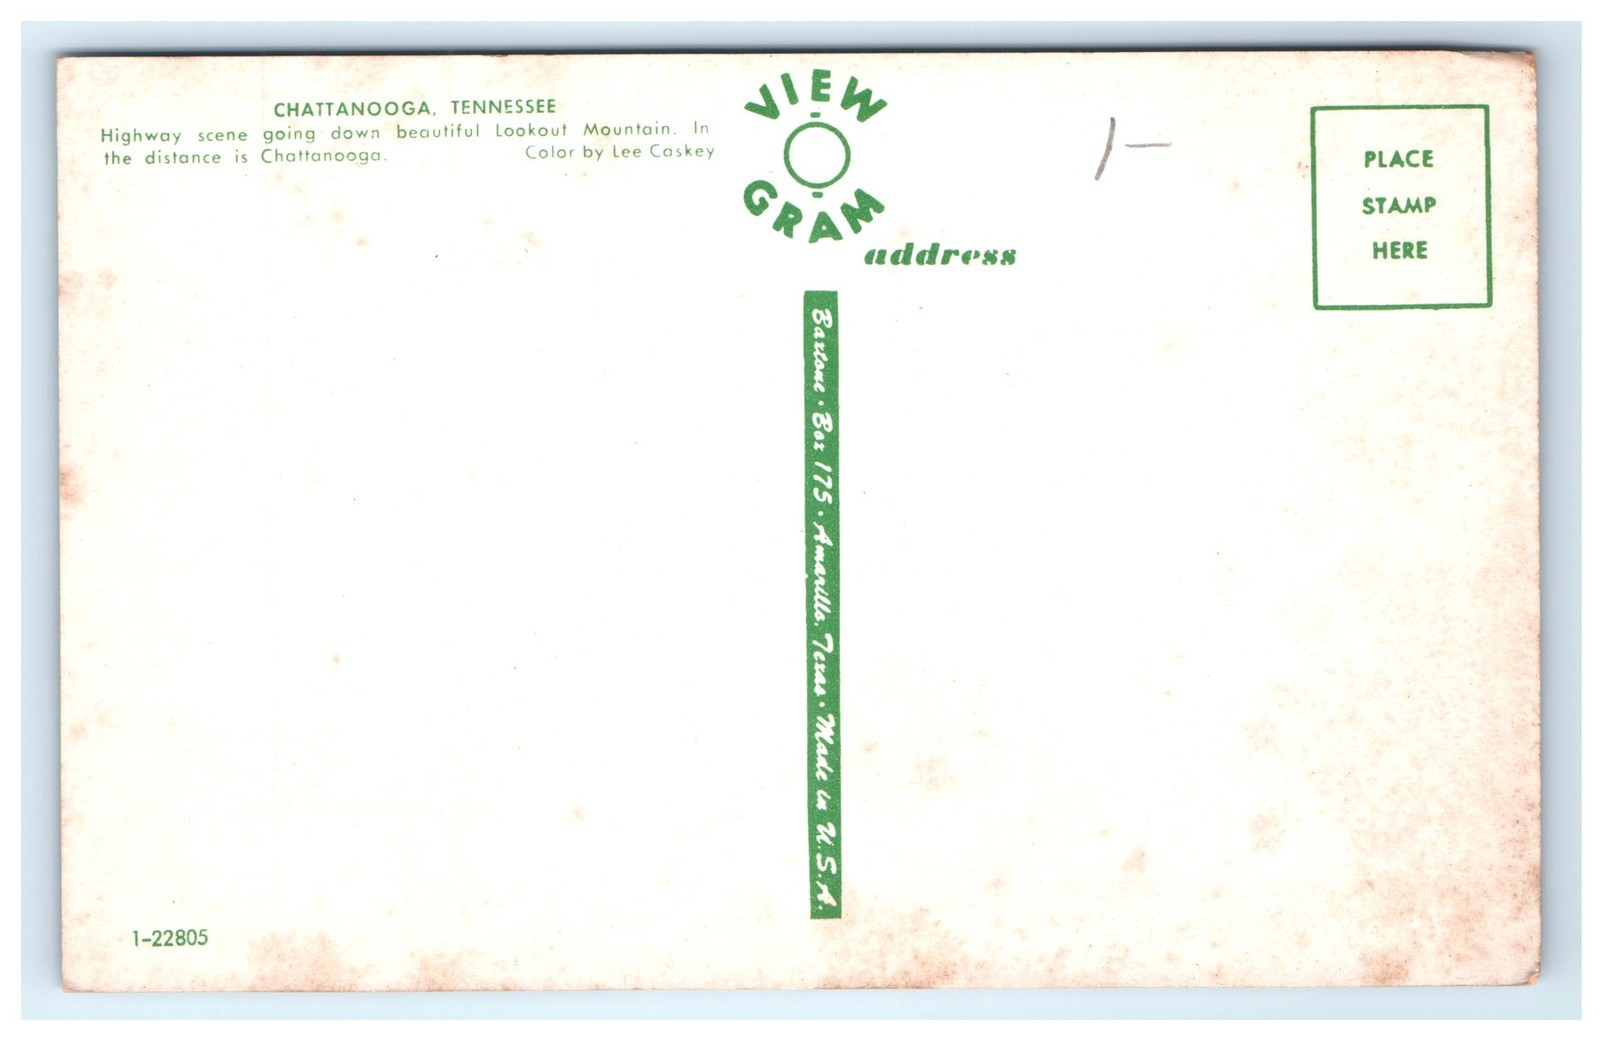 CHATTANOOGA, TENNESSEE
Highway scene going down beautiful Lookout Mountain. In
the distance is Chattanooga. Color by Lee Caskey
VIEW
GRAM
1-
address
PLACE
STAMP
HERE
Baxtone · Box 175 · Amarillo, Texas · Made in U.S.A.
1-22805